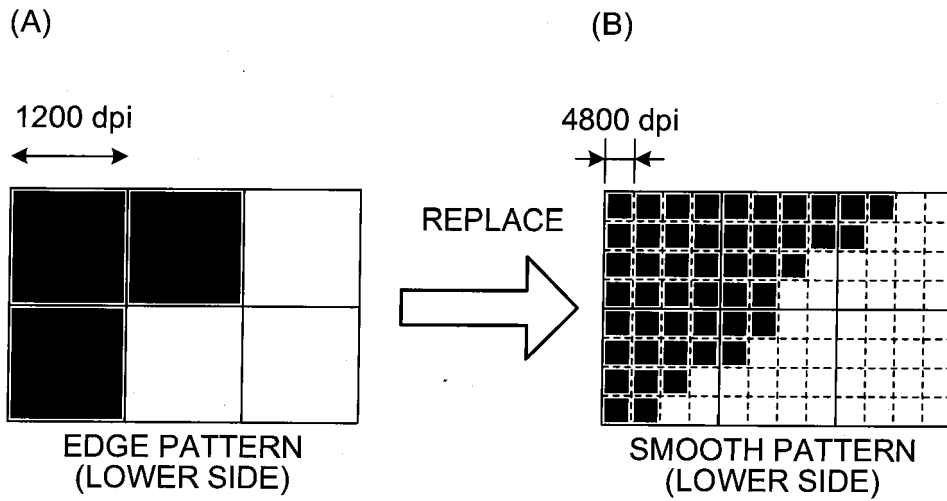 (A)
(B)
1200 dpi
4800 dpi
REPLACE
EDGE PATTERN
(LOWER SIDE)
SMOOTH PATTERN
(LOWER SIDE)